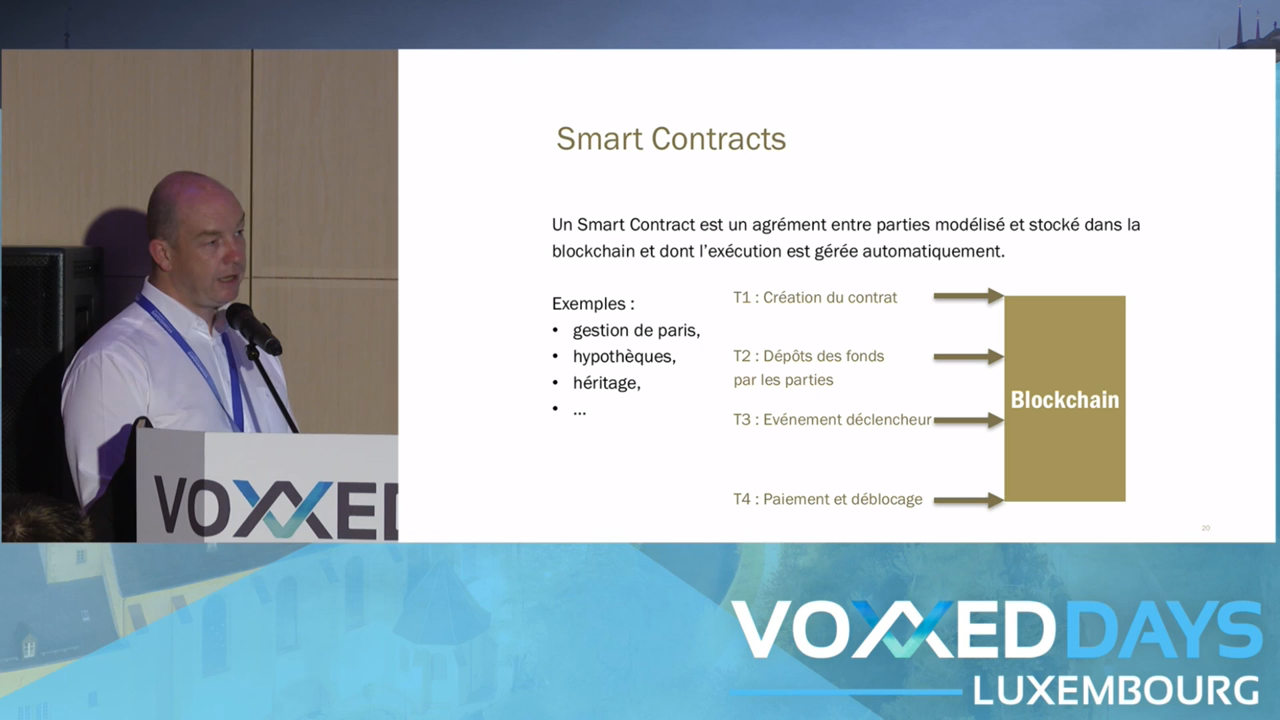 Smart Contracts
Un Smart Contract est un agrément entre parties modélisé et stocké dans la
blockchain et dont l'exécution est gérée automatiquement.
Exemples :
• gestion de paris,
• hypothèques,
• héritage,
• ...
T1 : Création du contrat
T2 : Dépôts des fonds
par les parties
T3 : Evénement déclencheur
T4 : Paiement et déblocage
Blockchain
20
VOXXED
VOXXED DAYS
LUXEMBOURG